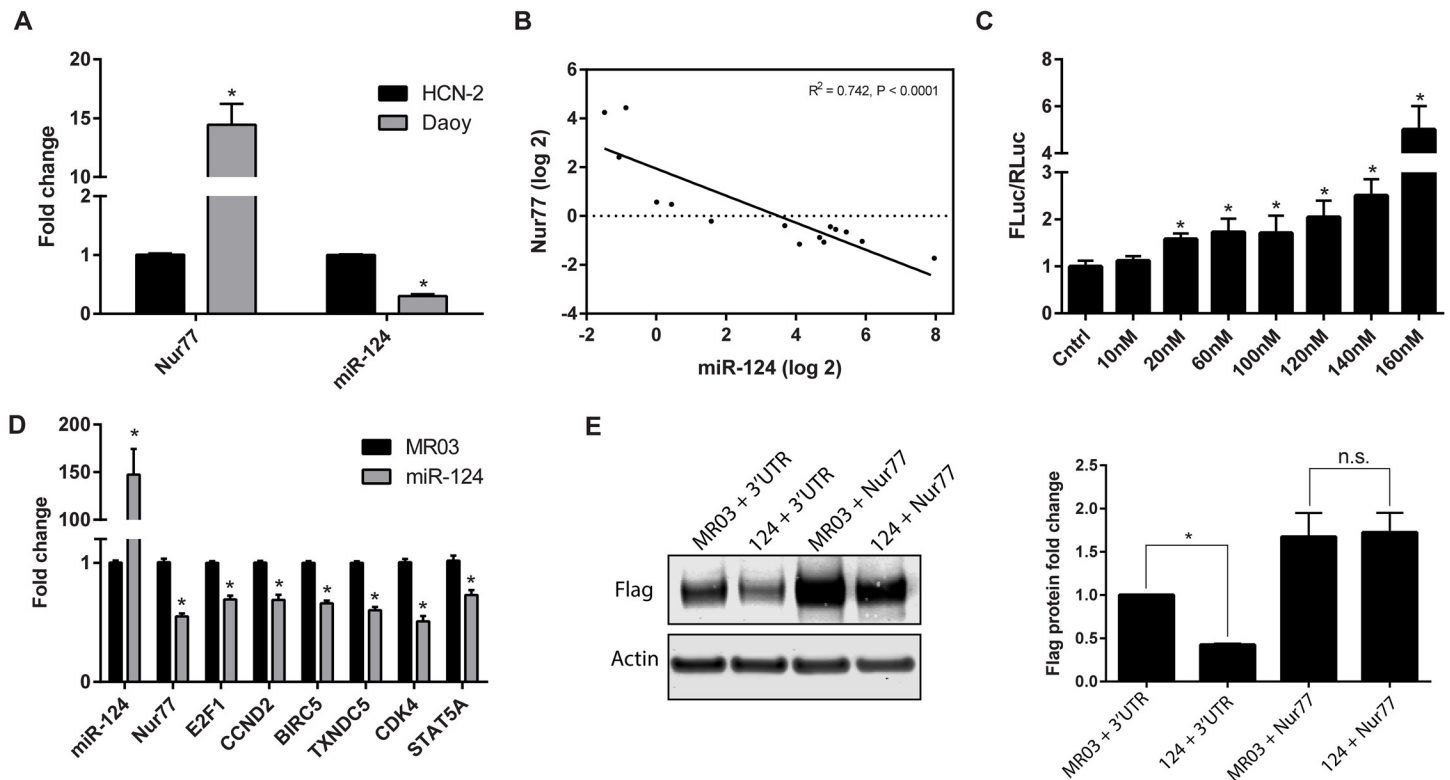 A
Fold change
20
15
10
2
1
0
HCN-2
Daoy
*
*
Nur77
miR-124
B
Nur77 (log 2)
6
4
2
0
-2
-4
R2 = 0.742, P < 0.0001
-2
0
2
4
6
8
miR-124 (log 2)
C
FLuc/RLuc
8
6
4
3
2
1
0
*
*
*
*
*
*
Cntrl
10nM
20nM
60nM
100nM
120nM
140nM
160nM
D
Fold change
200
150
100
1
0
MR03
miR-124
*
*
*
*
*
*
*
*
miR-124
Nur77
E2F1
CCND2
BIRC5
TXNDC5
CDK4
STAT5A
E
MR03 + 3′UTR
124 + 3′UTR
MR03 + Nur77
124 + Nur77
Flag
Actin
Flag protein fold change
2.5
2.0
1.5
1.0
0.5
0.0
*
n.s.
MR03 + 3′UTR
124 + 3′UTR
MR03 + Nur77
124 + Nur77